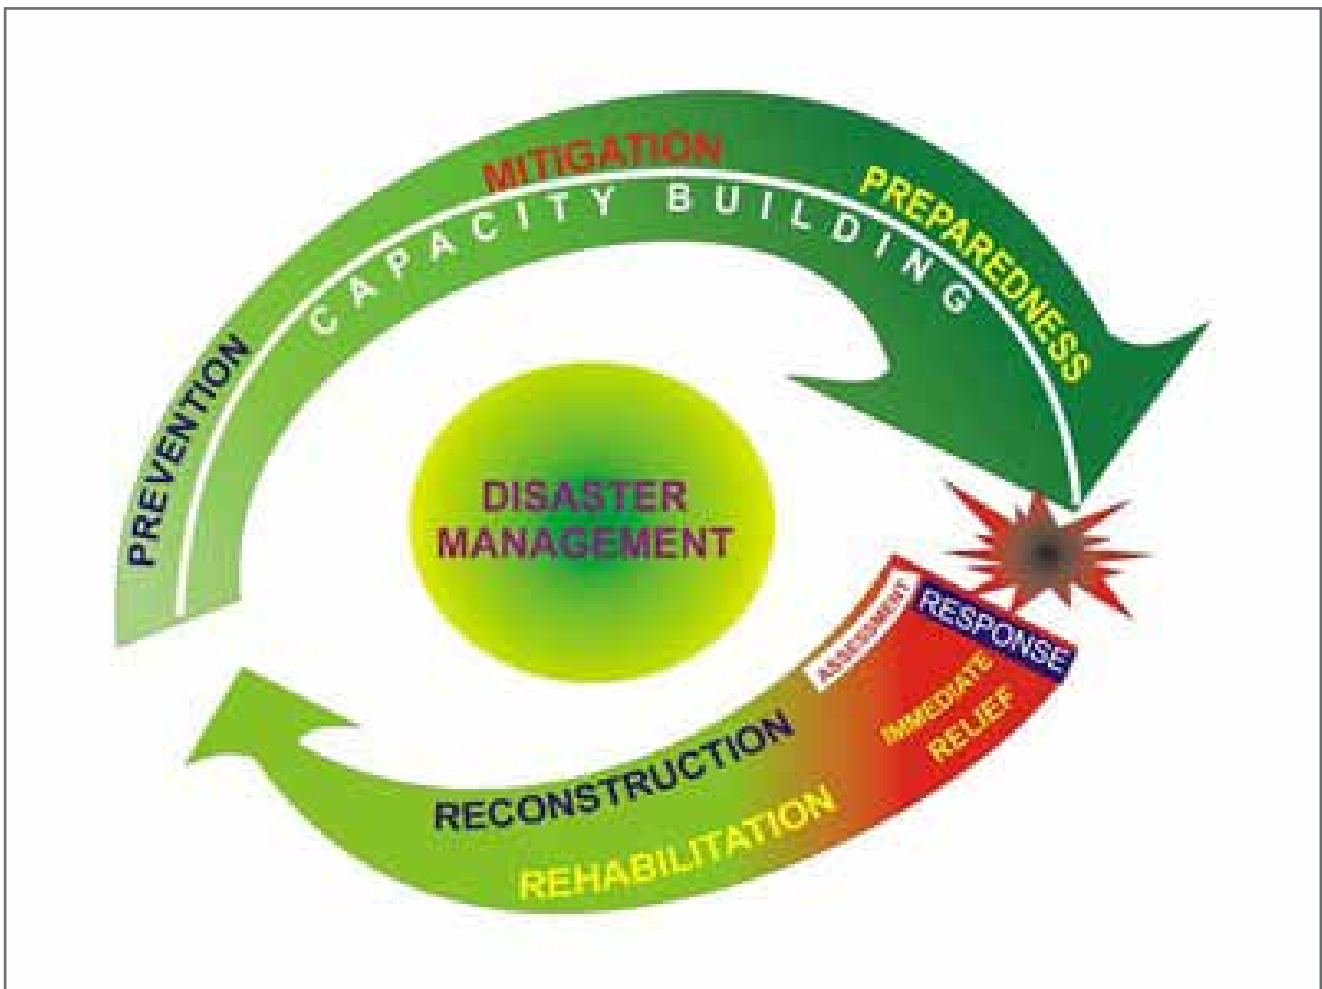 MITIGATION
PREPAREDNESS
CAPACITY BUILDING
PREVENTION
DISASTER
MANAGEMENT
RESPONSE
ASSESSMENT
IMMEDIATE
RELIEF
RECONSTRUCTION
REHABILITATION